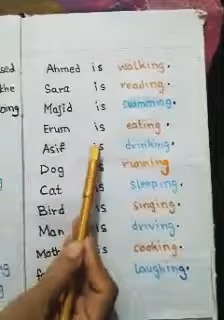 Ahmed is walking.
Sara is reading.
Majid is swimming.
Erum is eating.
Asif is drinking.
Dog is running
Cat is sleeping.
Bird is singing.
Man is driving.
is cooking.
laughing.